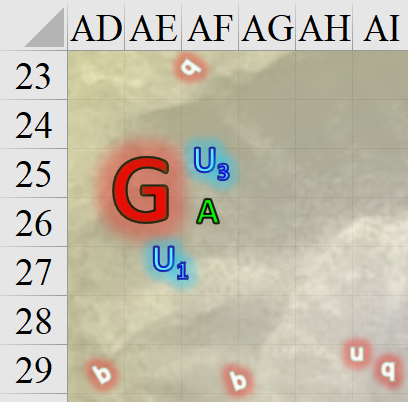 AD AE AF AG AH AI
23 b
24
25 G U3
26 A
27 U1
28
29 b b u q